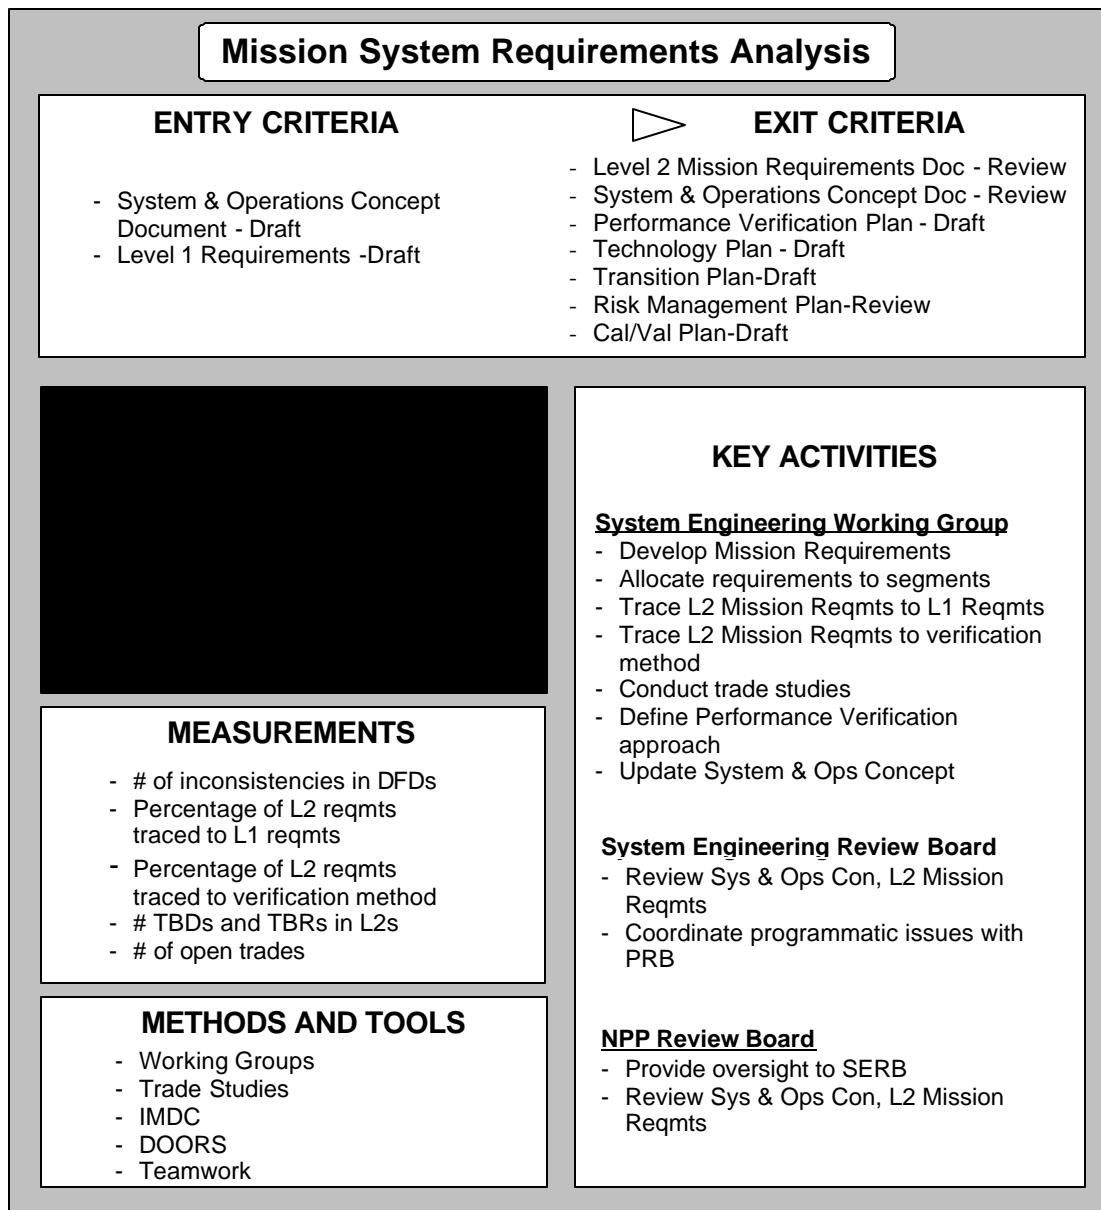 Mission System Requirements Analysis
ENTRY CRITERIA
- System & Operations Concept
Document - Draft
- Level 1 Requirements -Draft
EXIT CRITERIA
- Level 2 Mission Requirements Doc - Review
- System & Operations Concept Doc - Review
- Performance Verification Plan - Draft
- Technology Plan - Draft
- Transition Plan-Draft
- Risk Management Plan-Review
- Cal/Val Plan-Draft
MEASUREMENTS
- # of inconsistencies in DFDs
- Percentage of L2 reqmts
traced to L1 reqmts
- Percentage of L2 reqmts
traced to verification method
- # TBDs and TBRs in L2s
- # of open trades
METHODS AND TOOLS
- Working Groups
- Trade Studies
- IMDC
- DOORS
- Teamwork
KEY ACTIVITIES
System Engineering Working Group
- Develop Mission Requirements
- Allocate requirements to segments
- Trace L2 Mission Reqmts to L1 Reqmts
- Trace L2 Mission Reqmts to verification
method
- Conduct trade studies
- Define Performance Verification
approach
- Update System & Ops Concept
System Engineering Review Board
- Review Sys & Ops Con, L2 Mission
Reqmts
- Coordinate programmatic issues with
PRB
NPP Review Board
- Provide oversight to SERB
- Review Sys & Ops Con, L2 Mission
Reqmts